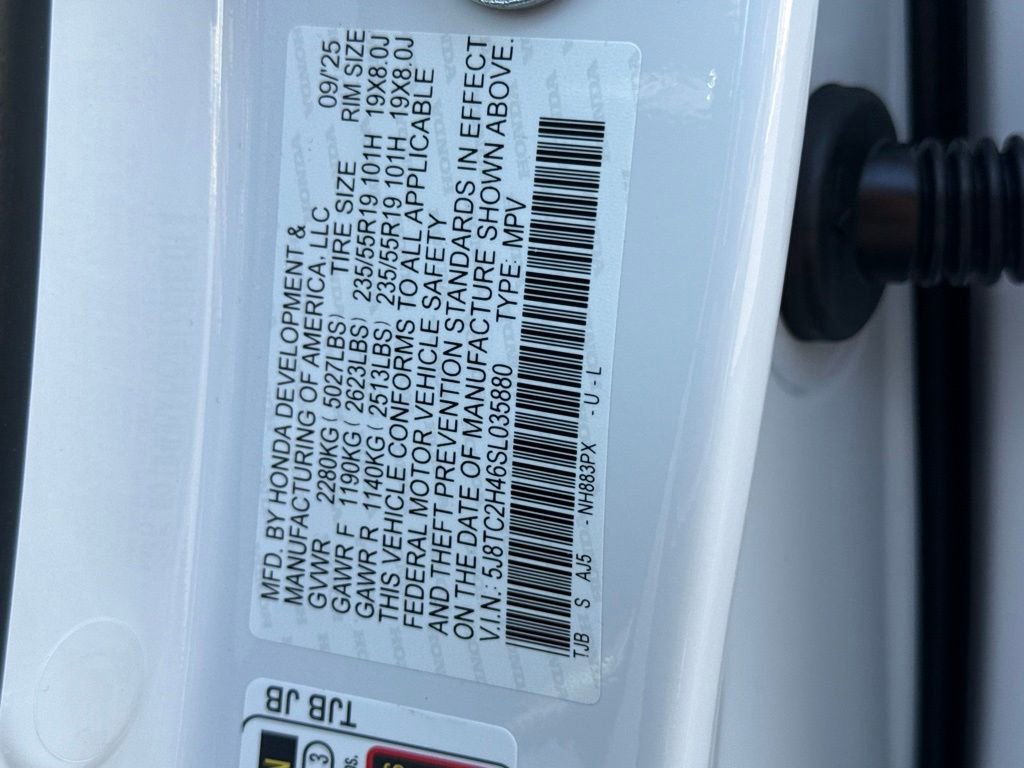 MFD. BY HONDA DEVELOPMENT &
MANUFACTURING OF AMERICA, LLC 09/'25
GVWR 2280KG ( 5027LBS) TIRE SIZE RIM SIZE
GAWR F 1190KG ( 2623LBS) 235/55R19 101H 19X8.0J
GAWR R 1140KG ( 2513LBS) 235/55R19 101H 19X8.0J
THIS VEHICLE CONFORMS TO ALL APPLICABLE
FEDERAL MOTOR VEHICLE SAFETY
AND THEFT PREVENTION STANDARDS IN EFFECT
ON THE DATE OF MANUFACTURE SHOWN ABOVE.
V.I.N.: 5J8TC2H46SL035880 TYPE: MPV
TJB S AJ5 - NH883PX - U - L
TJB JB
3